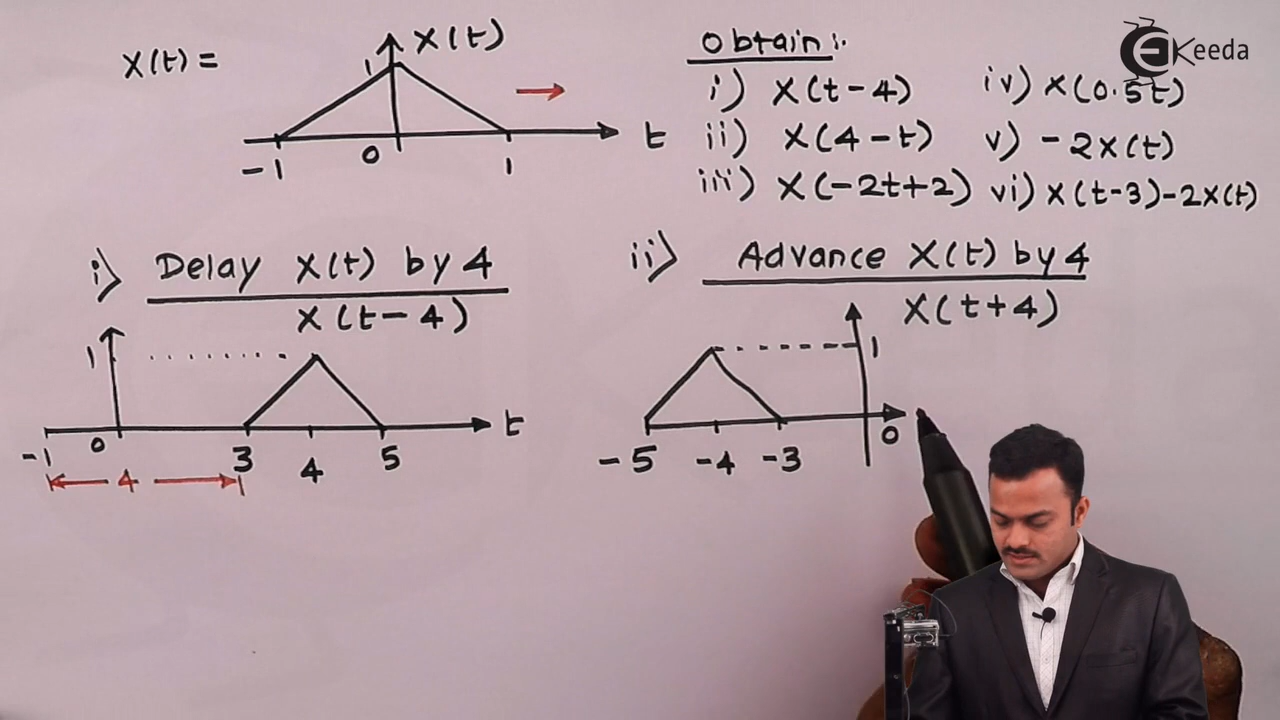 X(t) =
X(t)
1
-1
0
1
t
Obtain:
i) X(t-4)
ii) X(4-t)
iii) X(-2t+2)
iv) X(0.5t)
v) -2X(t)
vi) X(t-3)-2X(t)
EKeeda
i) Delay X(t) by 4
X(t-4)
1
-1
0
3
4
5
t
4
ii) Advance X(t) by 4
X(t+4)
1
-5
-4
-3
0